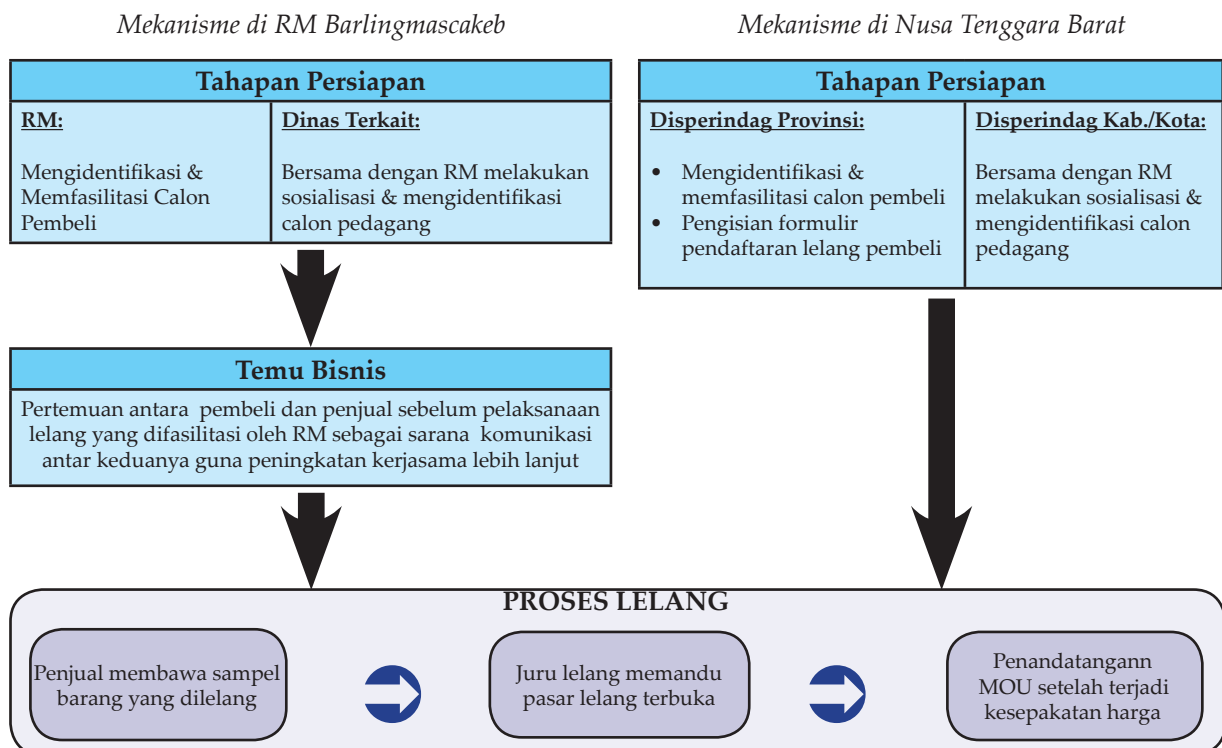 Mekanisme di RM Barlingmascakeb
Mekanisme di Nusa Tenggara Barat
Tahapan Persiapan
RM:
Mengidentifikasi &
Memfasilitasi Calon
Pembeli
Dinas Terkait:
Bersama dengan RM melakukan
sosialisasi & mengidentifikasi
calon pedagang
Tahapan Persiapan
Disperindag Provinsi:
• Mengidentifikasi &
memfasilitasi calon pembeli
• Pengisian formulir
pendaftaran lelang pembeli
Disperindag Kab./Kota:
Bersama dengan RM
melakukan sosialisasi &
mengidentifikasi calon
pedagang
Temu Bisnis
Pertemuan antara pembeli dan penjual sebelum pelaksanaan
lelang yang difasilitasi oleh RM sebagai sarana komunikasi
antar keduanya guna peningkatan kerjasama lebih lanjut
PROSES LELANG
Penjual membawa sampel
barang yang dilelang
Juru lelang memandu
pasar lelang terbuka
Penandatangann
MOU setelah terjadi
kesepakatan harga